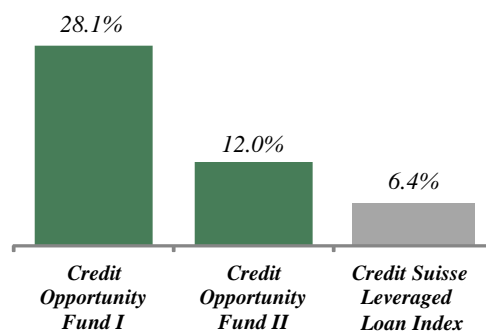 28.1%
12.0%
6.4%
Credit
Opportunity
Fund I
Credit
Opportunity
Fund II
Credit Suisse
Leveraged
Loan Index